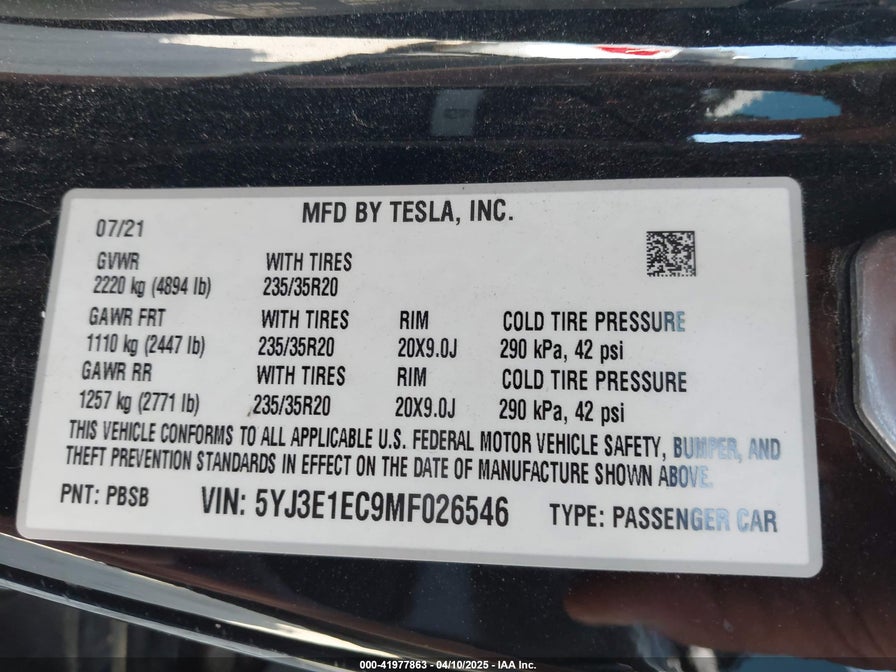 MFD BY TESLA, INC.
07/21
GVWR WITH TIRES
2220 kg (4894 lb) 235/35R20
GAWR FRT WITH TIRES RIM COLD TIRE PRESSURE
1110 kg (2447 lb) 235/35R20 20X9.0J 290 kPa, 42 psi
GAWR RR WITH TIRES RIM COLD TIRE PRESSURE
1257 kg (2771 lb) 235/35R20 20X9.0J 290 kPa, 42 psi
THIS VEHICLE CONFORMS TO ALL APPLICABLE U.S. FEDERAL MOTOR VEHICLE SAFETY, BUMPER, AND
THEFT PREVENTION STANDARDS IN EFFECT ON THE DATE OF MANUFACTURE SHOWN ABOVE.
PNT: PBSB VIN: 5YJ3E1EC9MF026546 TYPE: PASSENGER CAR
000-41977863 - 04/10/2025 - IAA Inc.